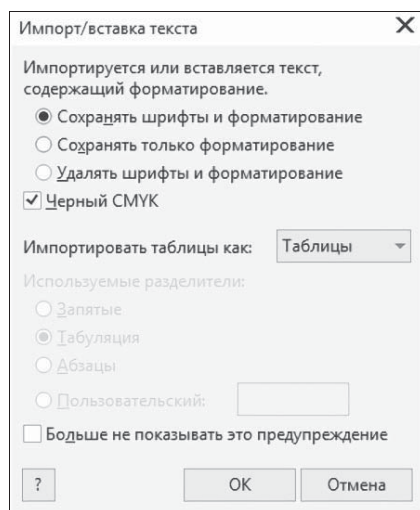 Импорт/вставка текста
Импортируется или вставляется текст,
содержащий форматирование.
Сохранять шрифты и форматирование
Сохранять только форматирование
Удалять шрифты и форматирование
Черный CMYK
Импортировать таблицы как: Таблицы
Используемые разделители:
Запятые
Табуляция
Абзацы
Пользовательский:
Больше не показывать это предупреждение
? OK Отмена